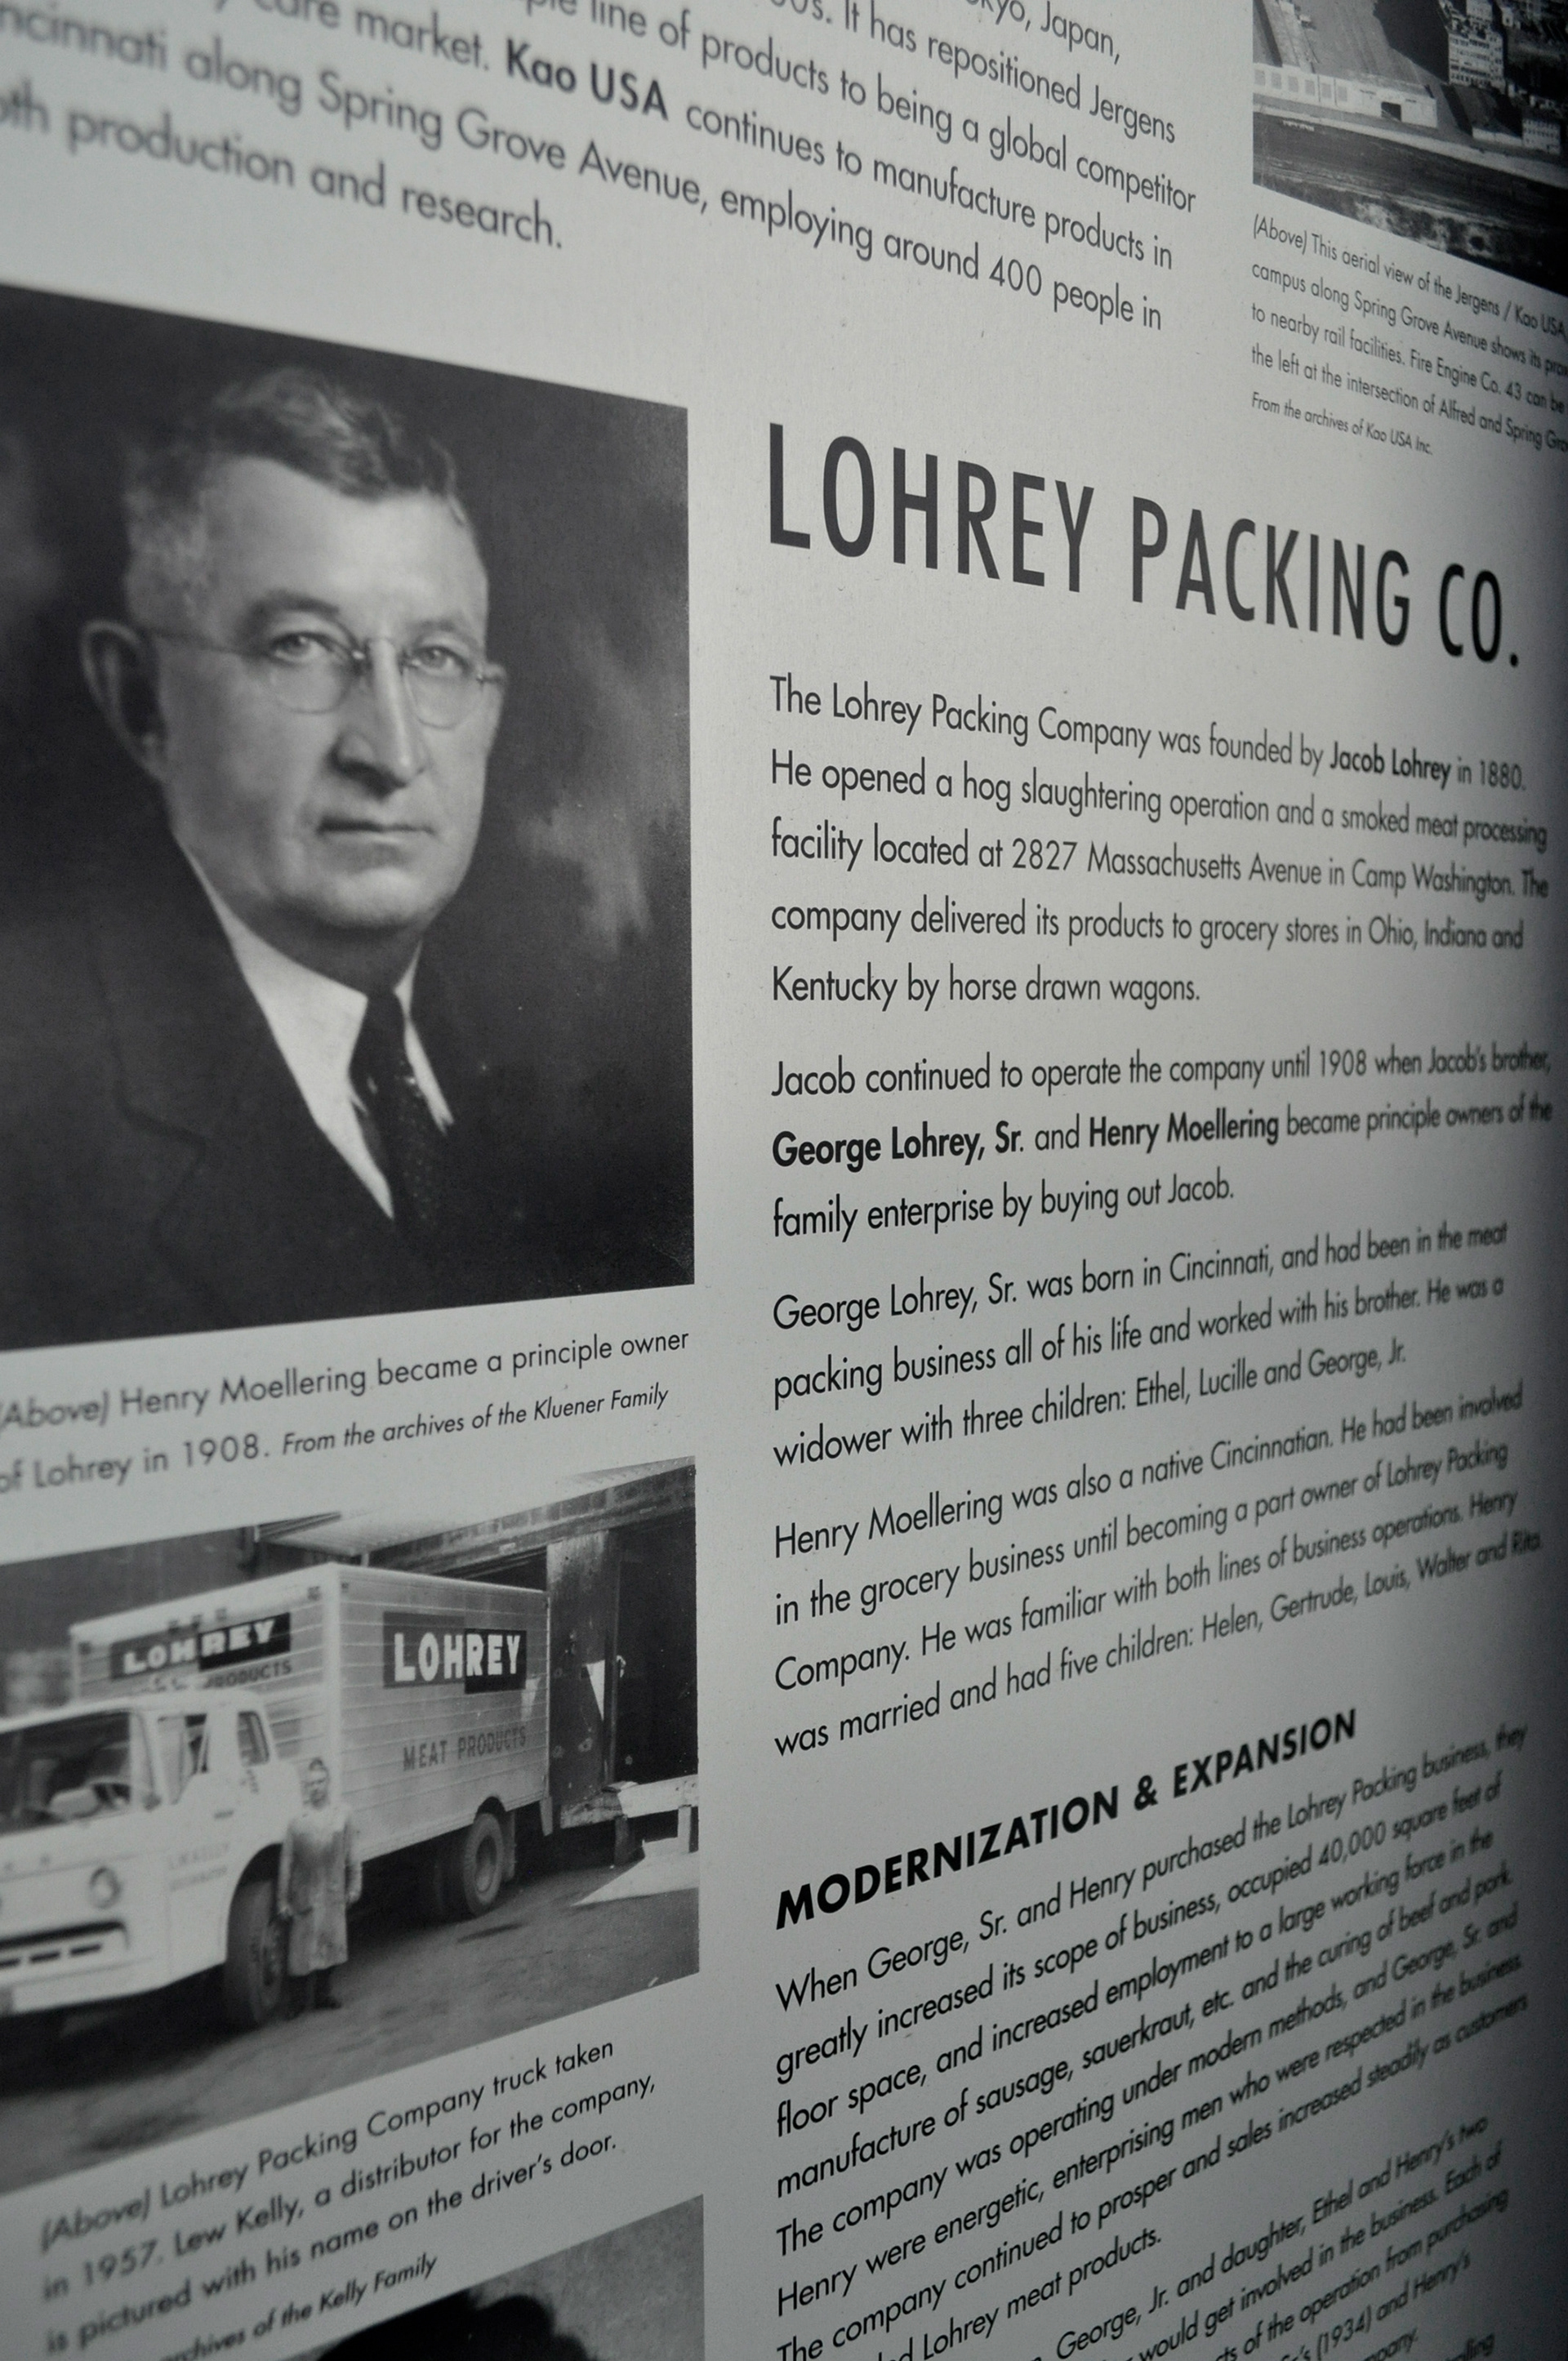 kyo, Japan,
00s. It has repositioned Jergens
line of products to being a global competitor
care market. Kao USA continues to manufacture products in
ncinnati along Spring Grove Avenue, employing around 400 people in
oth production and research.
(Above) This aerial view of the Jergens / Kao USA,
campus along Spring Grove Avenue shows its prox
to nearby rail facilities. Fire Engine Co. 43 can be
the left at the intersection of Alfred and Spring Gro
From the archives of Kao USA Inc.
(Above) Henry Moellering became a principle owner
of Lohrey in 1908. From the archives of the Kluener Family
LOHREY
PRODUCTS
LOHREY
MEAT PRODUCTS
(Above) Lohrey Packing Company truck taken
in 1957. Lew Kelly, a distributor for the company,
is pictured with his name on the driver's door.
archives of the Kelly Family
LOHREY PACKING CO.
The Lohrey Packing Company was founded by Jacob Lohrey in 1880.
He opened a hog slaughtering operation and a smoked meat processing
facility located at 2827 Massachusetts Avenue in Camp Washington. The
company delivered its products to grocery stores in Ohio, Indiana and
Kentucky by horse drawn wagons.
Jacob continued to operate the company until 1908 when Jacob's brother,
George Lohrey, Sr. and Henry Moellering became principle owners of the
family enterprise by buying out Jacob.
George Lohrey, Sr. was born in Cincinnati, and had been in the meat
packing business all of his life and worked with his brother. He was a
widower with three children: Ethel, Lucille and George, Jr.
Henry Moellering was also a native Cincinnatian. He had been involved
in the grocery business until becoming a part owner of Lohrey Packing
Company. He was familiar with both lines of business operations. Henry
was married and had five children: Helen, Gertrude, Louis, Walter and Rita.
MODERNIZATION & EXPANSION
When George, Sr. and Henry purchased the Lohrey Packing business, they
greatly increased its scope of business, occupied 40,000 square feet of
floor space, and increased employment to a large working force in the
manufacture of sausage, sauerkraut, etc. and the curing of beef and pork.
The company was operating under modern methods, and George, Sr. and
Henry were energetic, enterprising men who were respected in the business.
The company continued to prosper and sales increased steadily as customers
Lohrey meat products.
George, Jr. and daughter, Ethel and Henry's two
would get involved in the business. Each of
of the operation from purchasing
(1934) and Henry's